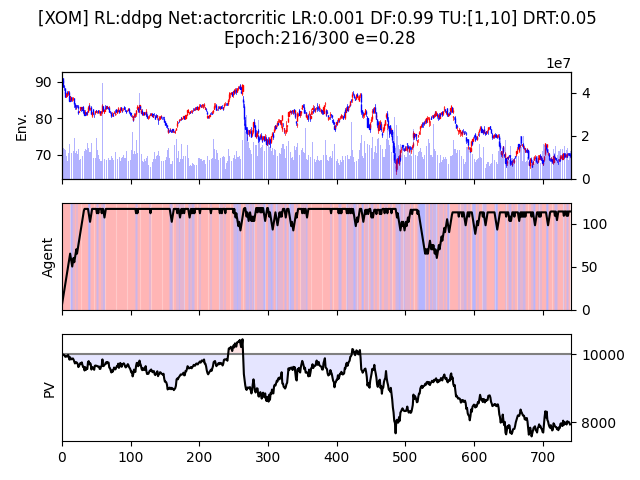 [XOM] RL:ddpg Net:actorcritic LR:0.001 DF:0.99 TU:[1,10] DRT:0.05
Epoch:216/300 e=0.28
1e7
90
80
70
Env.
4
2
0
Agent
100
50
0
PV
10000
8000
0 100 200 300 400 500 600 700